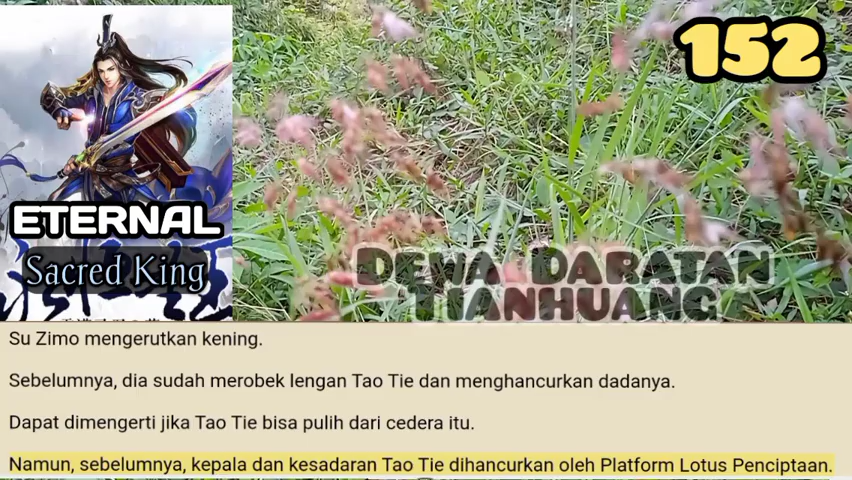 152
ETERNAL
Sacred King
DEWA DARATAN
TIANHUANG
Su Zimo mengerutkan kening.
Sebelumnya, dia sudah merobek lengan Tao Tie dan menghancurkan dadanya.
Dapat dimengerti jika Tao Tie bisa pulih dari cedera itu.
Namun, sebelumnya, kepala dan kesadaran Tao Tie dihancurkan oleh Platform Lotus Penciptaan.